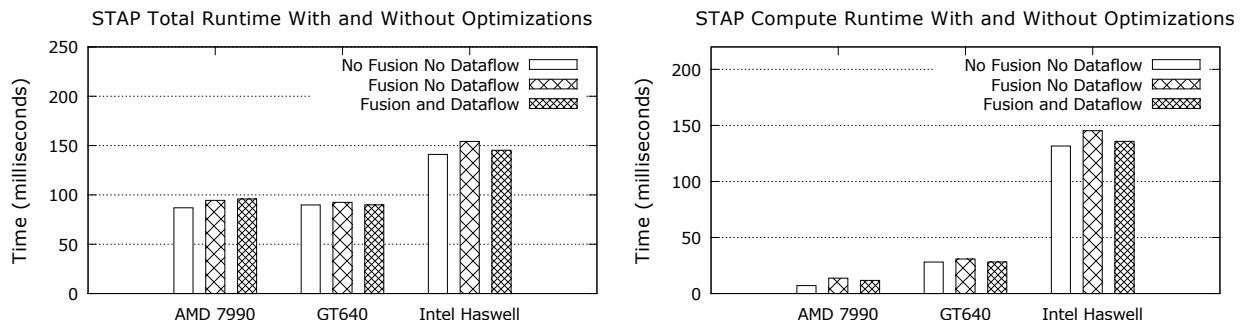 STAP Total Runtime With and Without Optimizations
Time (milliseconds)
250
200
150
100
50
0
No Fusion No Dataflow
Fusion No Dataflow
Fusion and Dataflow
AMD 7990
GT640
Intel Haswell
STAP Compute Runtime With and Without Optimizations
Time (milliseconds)
200
150
100
50
0
No Fusion No Dataflow
Fusion No Dataflow
Fusion and Dataflow
AMD 7990
GT640
Intel Haswell